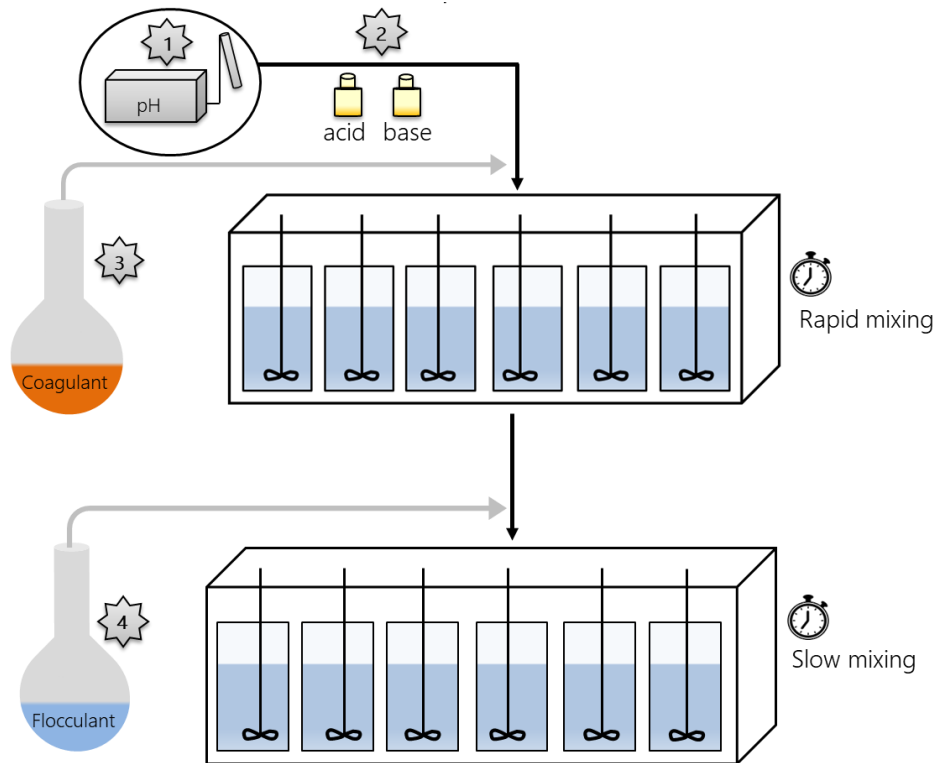 1
2
pH
acid base
3
Coagulant
Rapid mixing
4
Flocculant
Slow mixing